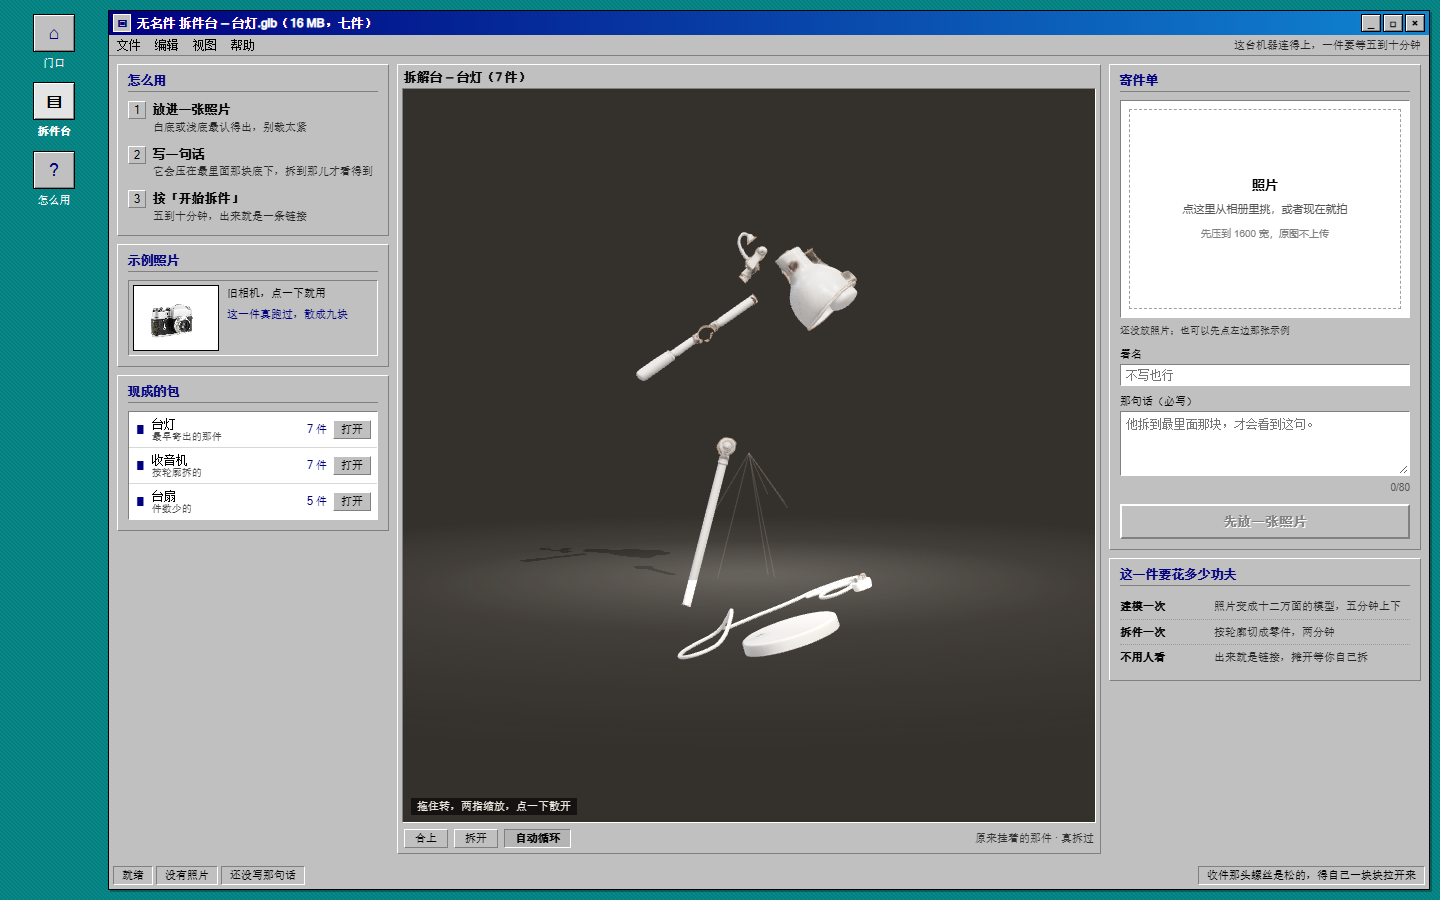 门口
拆件台
怎么用
无名件 拆件台 – 台灯.glb（16 MB，七件）
文件 编辑 视图 帮助
这台机器连得上，一件要等五到十分钟
怎么用
1 放进一张照片
白底或浅底最认得出，别裁太紧
2 写一句话
它会压在最里面那块底下，拆到那儿才看得到
3 按「开始拆件」
五到十分钟，出来就是一条链接
示例照片
旧相机，点一下就用
这一件真跑过，散成九块
现成的包
台灯
最早寄出的那件
7 件 打开
收音机
按轮廓拆的
7 件 打开
台扇
件数少的
5 件 打开
拆解台 – 台灯（7 件）
拖住转，两指缩放，点一下散开
合上 拆开 自动循环
原来挂着的那件 · 真拆过
寄件单
照片
点这里从相册里挑，或者现在就拍
先压到 1600 宽，原图不上传
还没放照片；也可以先点左边那张示例
署名
不写也行
那句话（必写）
他拆到最里面那块，才会看到这句。
0/80
先放一张照片
这一件要花多少功夫
建模一次 照片变成十二万面的模型，五分钟上下
拆件一次 按轮廓切成零件，两分钟
不用人看 出来就是链接，摊开等你自己拆
就绪 没有照片 还没写那句话
收件那头螺丝是松的，得自己一块块拉开来